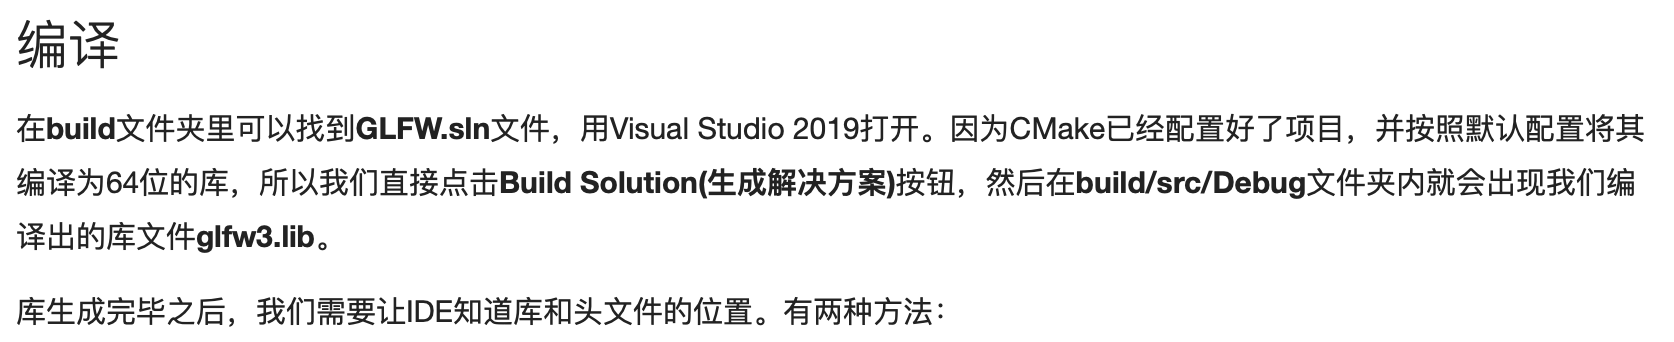 编译
在build文件夹里可以找到GLFW.sln文件，用Visual Studio 2019打开。因为CMake已经配置好了项目，并按照默认配置将其
编译为64位的库，所以我们直接点击Build Solution(生成解决方案)按钮，然后在build/src/Debug文件夹内就会出现我们编
译出的库文件glfw3.lib。
库生成完毕之后，我们需要让IDE知道库和头文件的位置。有两种方法：